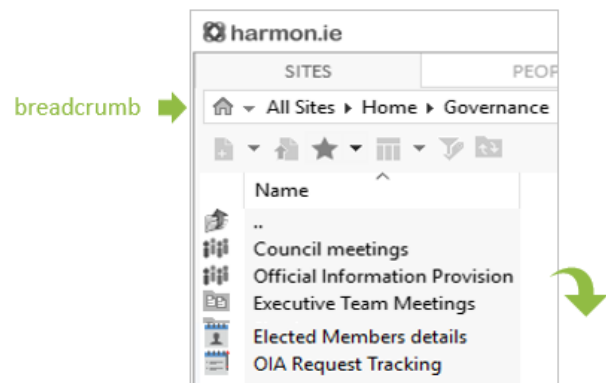 harmon.ie
SITES PEOP
breadcrumb
All Sites Home Governance
Name
..
Council meetings
Official Information Provision
Executive Team Meetings
Elected Members details
OIA Request Tracking